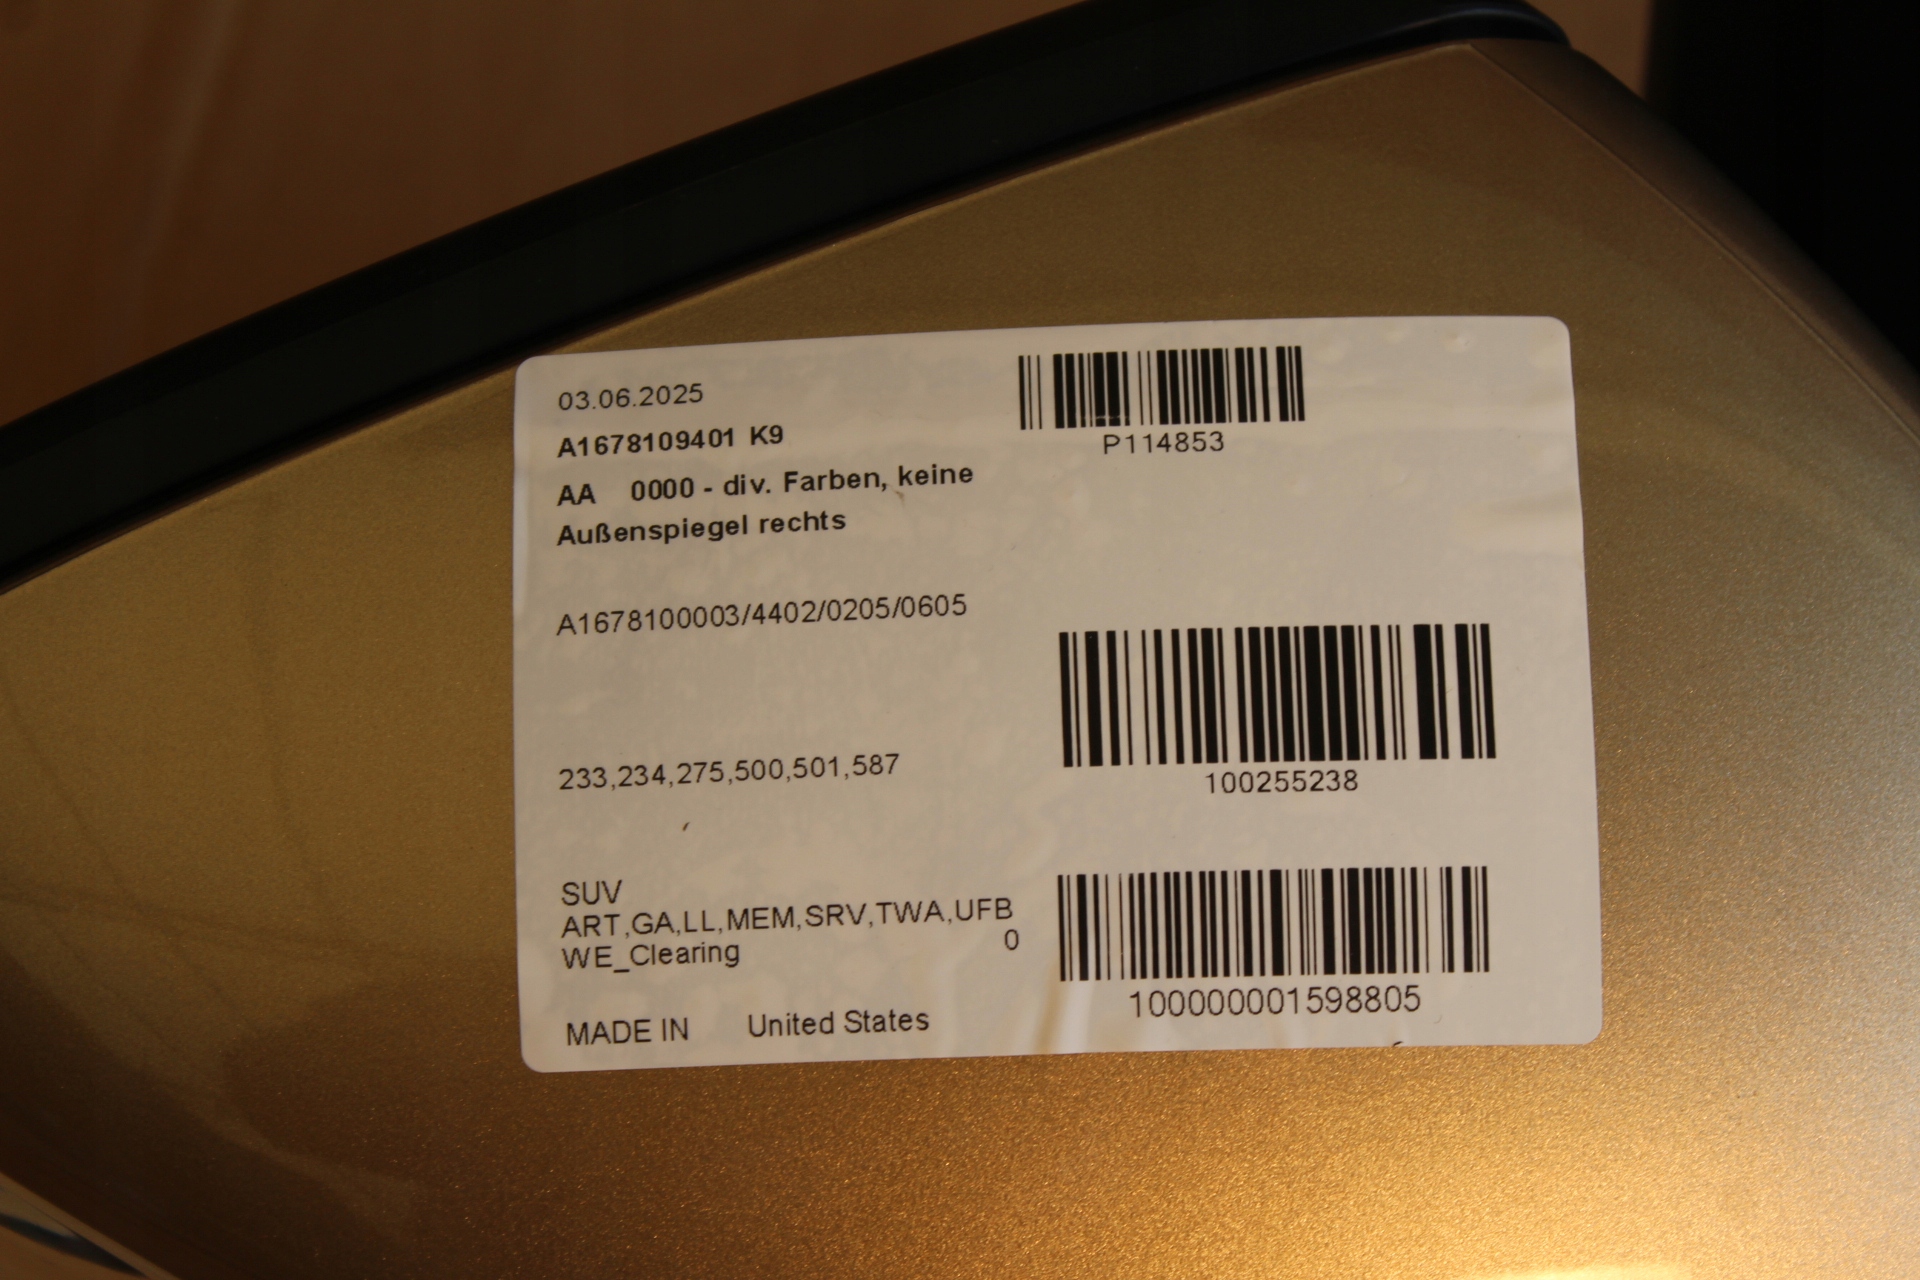 03.06.2025
P114853
A1678109401 K9
AA 0000 - div. Farben, keine
Außenspiegel rechts
A1678100003/4402/0205/0605
100255238
233,234,275,500,501,587
SUV
ART,GA,LL,MEM,SRV,TWA,UFB
WE_Clearing 0
100000001598805
MADE IN United States